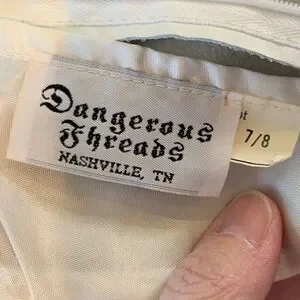 Dangerous
Threads
NASHVILLE, TN
7/8